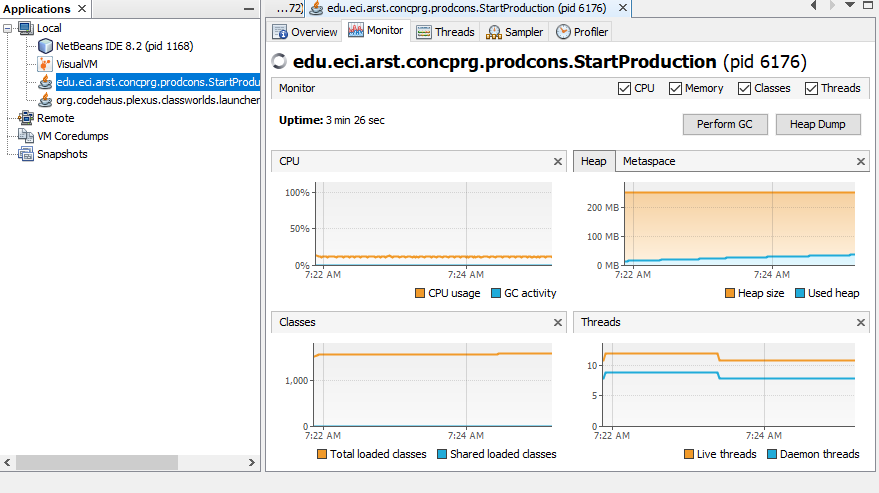 Applications
Local
NetBeans IDE 8.2 (pid 1168)
VisualVM
edu.eci.arst.concprg.prodcons.StartProdu
org.codehaus.plexus.classworlds.launcher
Remote
VM Coredumps
Snapshots
...72)
edu.eci.arst.concprg.prodcons.StartProduction (pid 6176)
Overview Monitor Threads Sampler Profiler
edu.eci.arst.concprg.prodcons.StartProduction (pid 6176)
Monitor CPU Memory Classes Threads
Uptime: 3 min 26 sec
Perform GC Heap Dump
CPU
100%
50%
0%
7:22 AM 7:24 AM
CPU usage GC activity
Heap Metaspace
200 MB
100 MB
0 MB
7:22 AM 7:24 AM
Heap size Used heap
Classes
1,000
0
7:22 AM 7:24 AM
Total loaded classes Shared loaded classes
Threads
10
5
0
7:22 AM 7:24 AM
Live threads Daemon threads